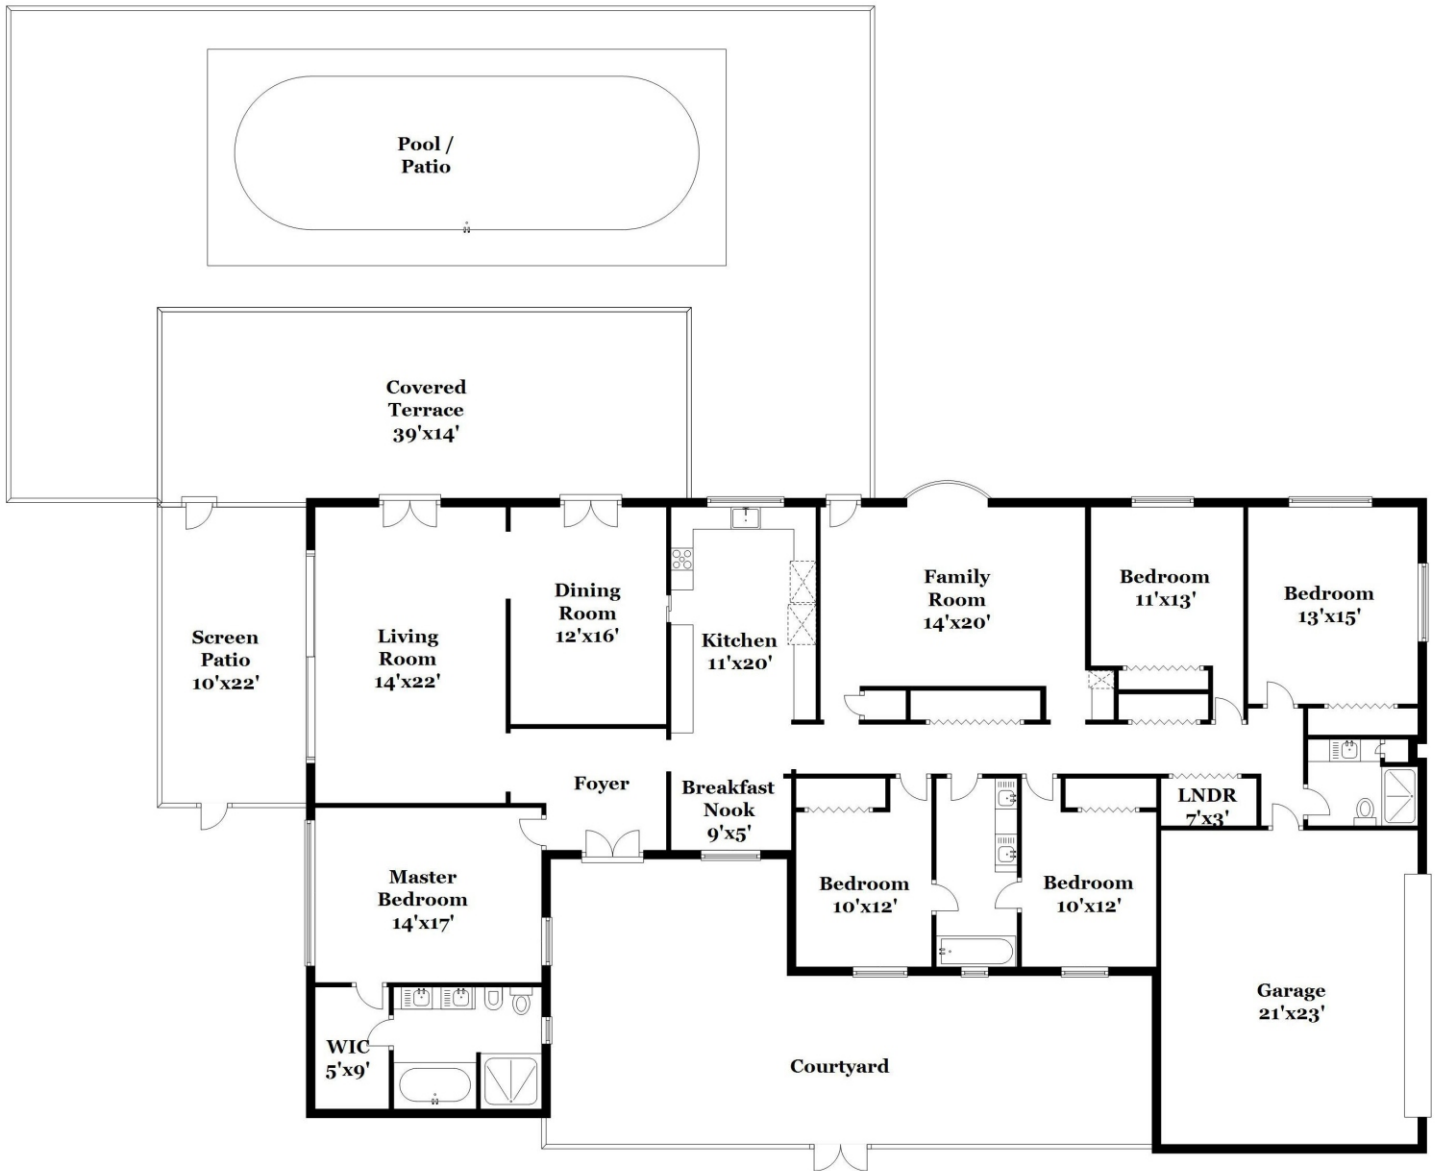 Pool /
Patio
Covered
Terrace
39'x14'
Screen
Patio
10'x22'
Living
Room
14'x22'
Dining
Room
12'x16'
Kitchen
11'x20'
Family
Room
14'x20'
Bedroom
11'x13'
Bedroom
13'x15'
Foyer
Breakfast
Nook
9'x5'
LNDR
7'x3'
Master
Bedroom
14'x17'
Bedroom
10'x12'
Bedroom
10'x12'
WIC
5'x9'
Courtyard
Garage
21'x23'